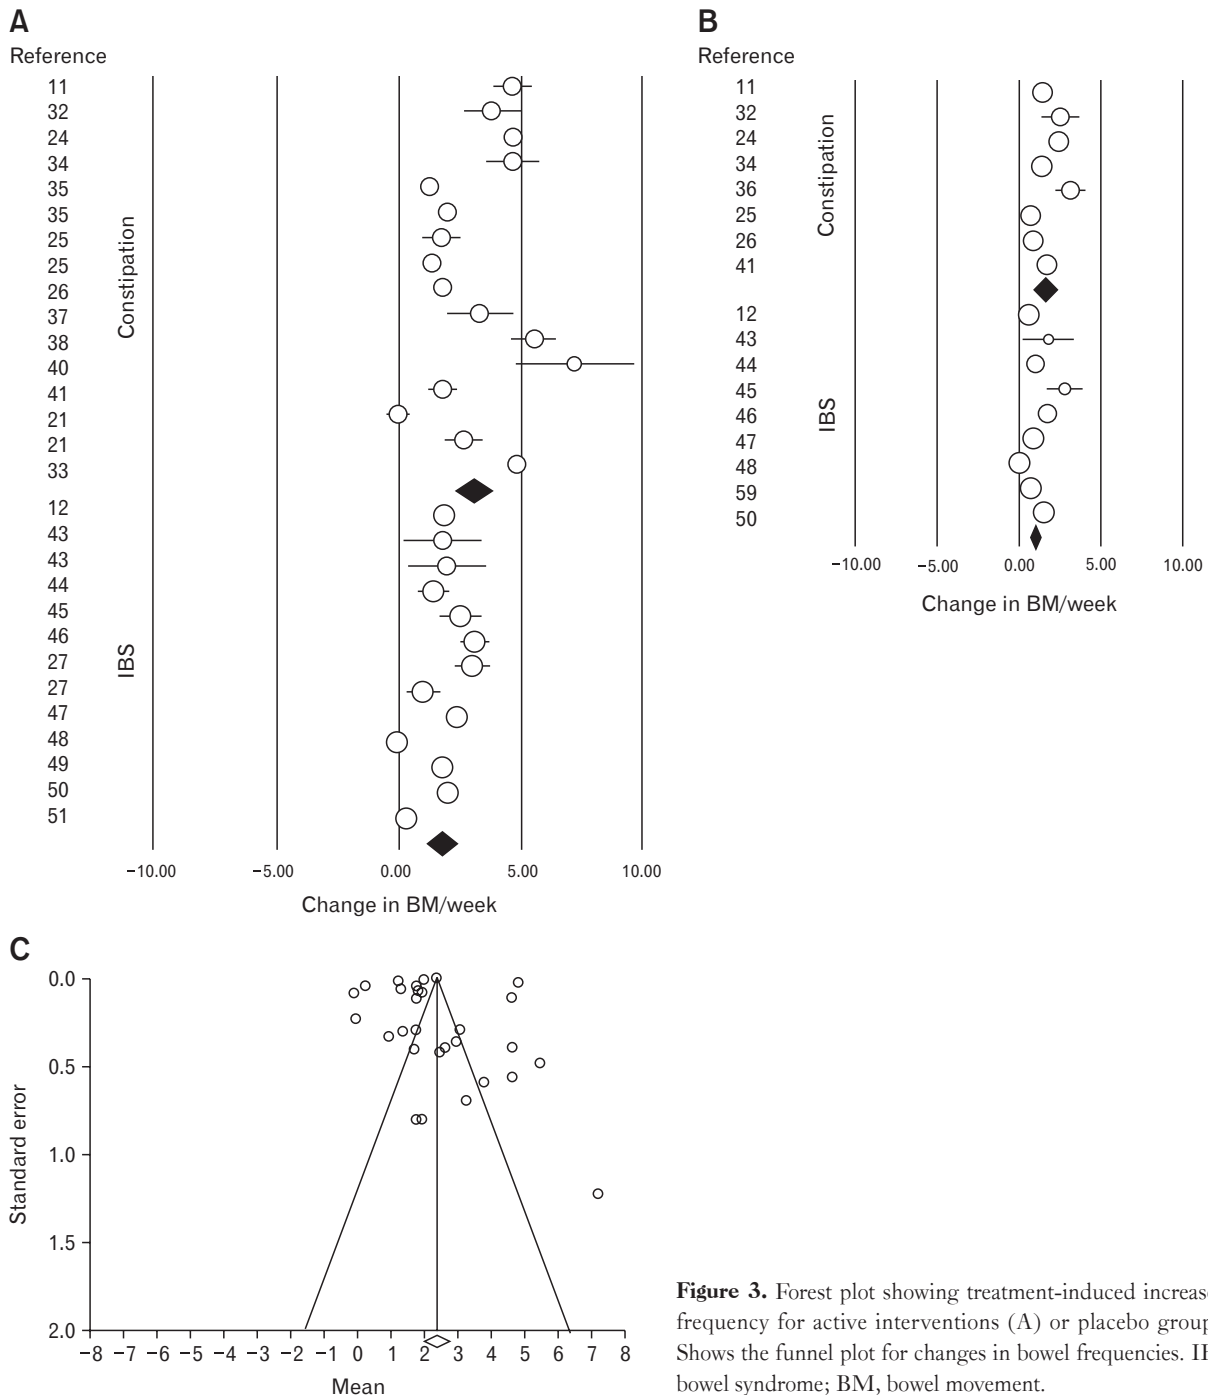 A
Reference
11
32
24
34
35
35
25
25
26
37
38
40
41
21
21
33
12
43
43
44
45
46
27
27
47
48
49
50
51
Constipation
IBS
−10.00 −5.00 0.00 5.00 10.00
Change in BM/week
B
Reference
11
32
24
34
36
25
26
41
12
43
44
45
46
47
48
59
50
Constipation
IBS
−10.00 −5.00 0.00 5.00 10.00
Change in BM/week
C
Standard error
0.0
0.5
1.0
1.5
2.0
−8 −7 −6 −5 −4 −3 −2 −1 0 1 2 3 4 5 6 7 8
Mean
Figure 3. Forest plot showing treatment-induced increase
frequency for active interventions (A) or placebo group
Shows the funnel plot for changes in bowel frequencies.
bowel syndrome; BM, bowel movement.